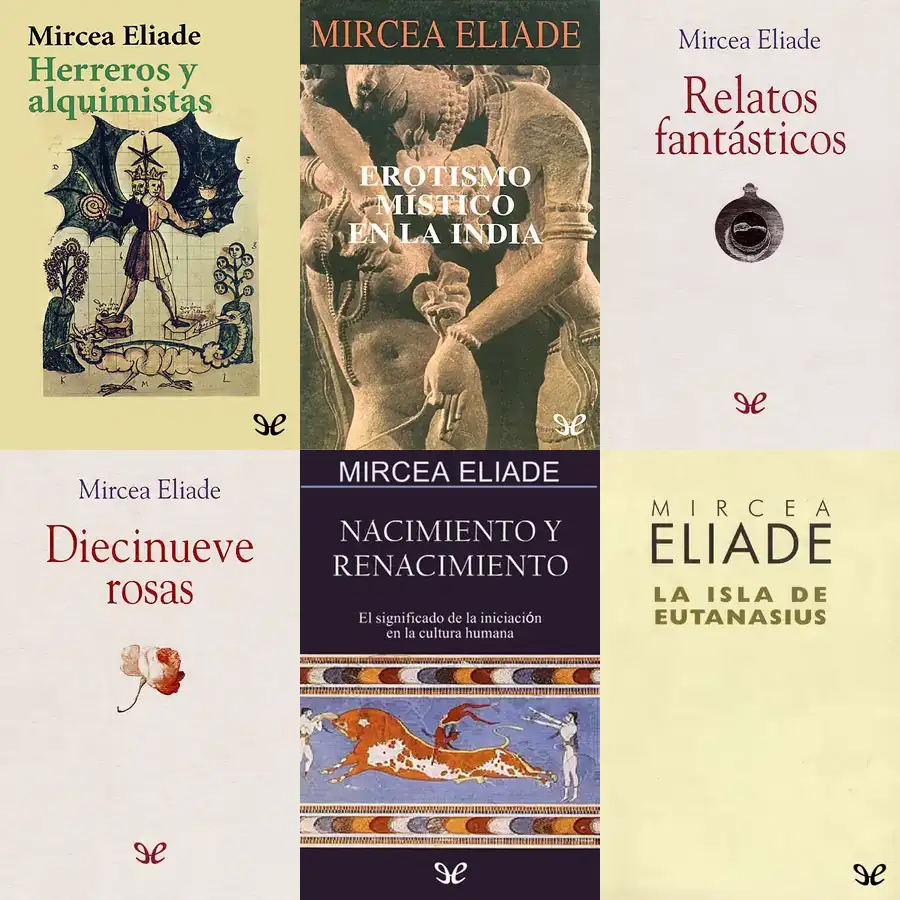 Mircea Eliade
Herreros y
alquimistas
MIRCEA ELIADE
EROTISMO
MÍSTICO
EN LA INDIA
Mircea Eliade
Relatos
fantásticos
Mircea Eliade
Diecinueve
rosas
MIRCEA ELIADE
NACIMIENTO Y
RENACIMIENTO
El significado de la iniciación
en la cultura humana
MIRCEA
ELIADE
LA ISLA DE
EUTANASIUS